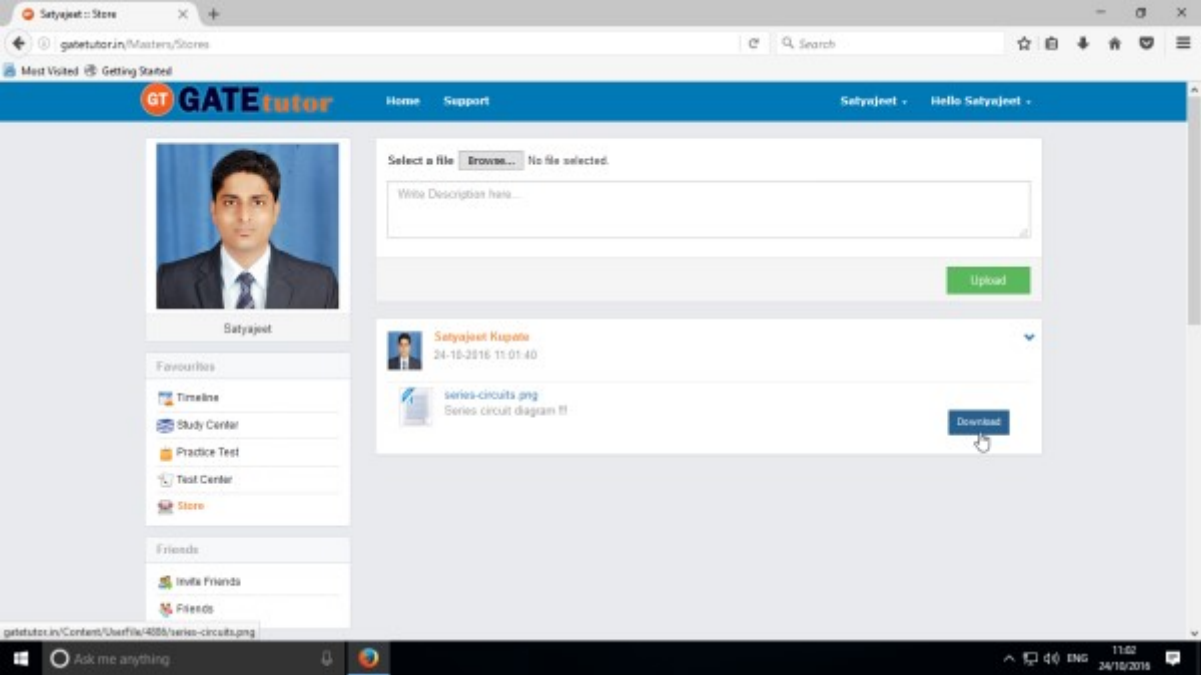 Satyajeet :: Store
gatetutor.in/Masters/Stores
Search
Most Visited Getting Started
GT GATEtutor Home Support Satyajeet Hello Satyajeet
Select a file Browse... No file selected.
Write Description here...
Upload
Satyajeet
Satyajeet Kupate
24-10-2016 11:01:40
Favourites
series-circuits.png
Series circuit diagram !!!
Download
Timeline
Study Center
Practice Test
Test Center
Store
Friends
Invite Friends
Friends
gatetutor.in/Content/UserFile/4886/series-circuits.png
Ask me anything
ENG
11:02
24/10/2016